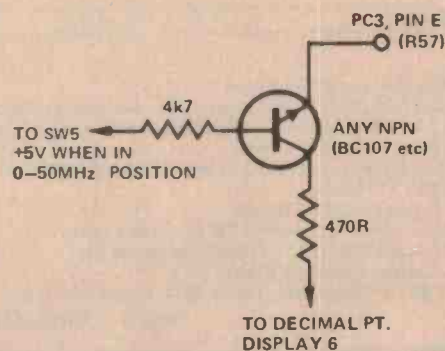 PC3, PIN E
(R57)
4k7
TO SW5
+5V WHEN IN
0–50MHz POSITION
ANY NPN
(BC107 etc)
470R
TO DECIMAL PT.
DISPLAY 6